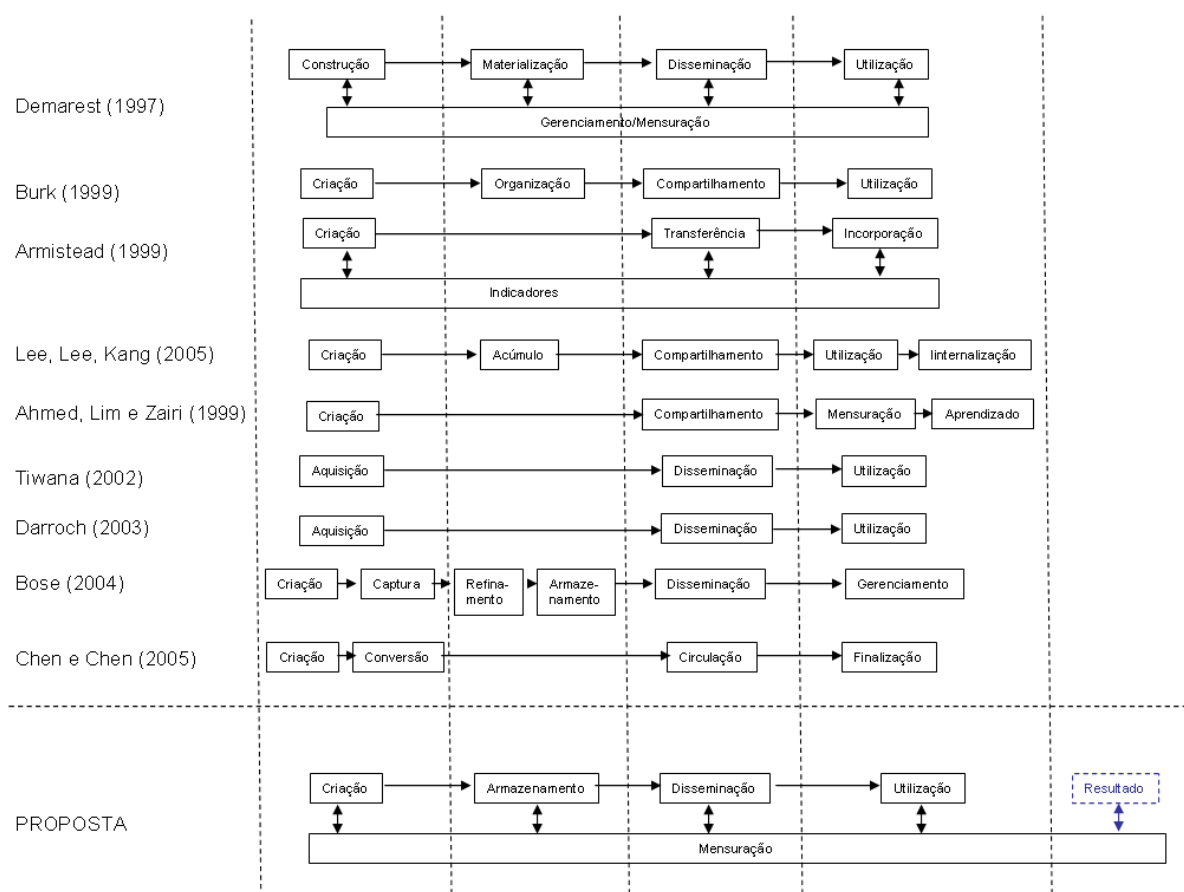 Construção Materialização Disseminação Utilização
Demarest (1997)
Gerenciamento/Mensuração
Criação Organização Compartilhamento Utilização
Burk (1999)
Criação Transferência Incorporação
Armistead (1999)
Indicadores
Lee, Lee, Kang (2005) Criação Acúmulo Compartilhamento Utilização Iinternalização
Ahmed, Lim e Zairi (1999) Criação Compartilhamento Mensuração Aprendizado
Tiwana (2002) Aquisição Disseminação Utilização
Darroch (2003) Aquisição Disseminação Utilização
Bose (2004) Criação Captura Refina- Armaze- Disseminação Gerenciamento
mento namento
Chen e Chen (2005) Criação Conversão Circulação Finalização
Criação Armazenamento Disseminação Utilização Resultado
PROPOSTA
Mensuração